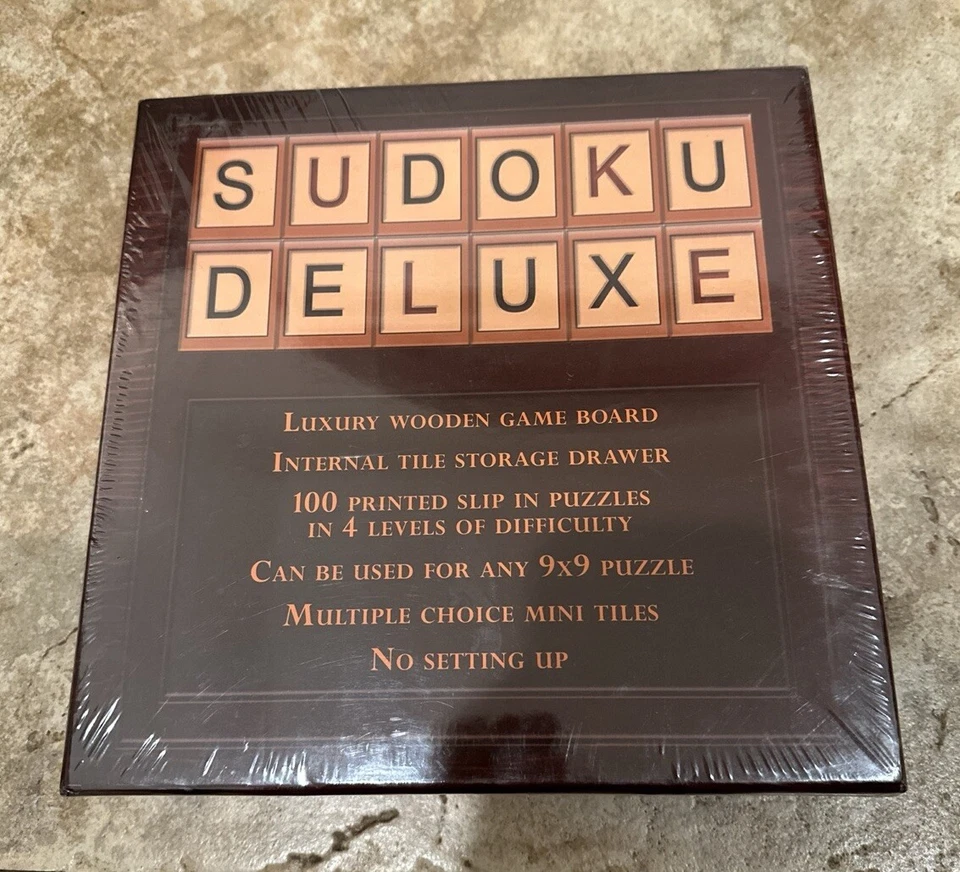 SUDOKU
DELUXE
Luxury wooden game board
Internal tile storage drawer
100 printed slip in puzzles
in 4 levels of difficulty
Can be used for any 9x9 puzzle
Multiple choice mini tiles
No setting up